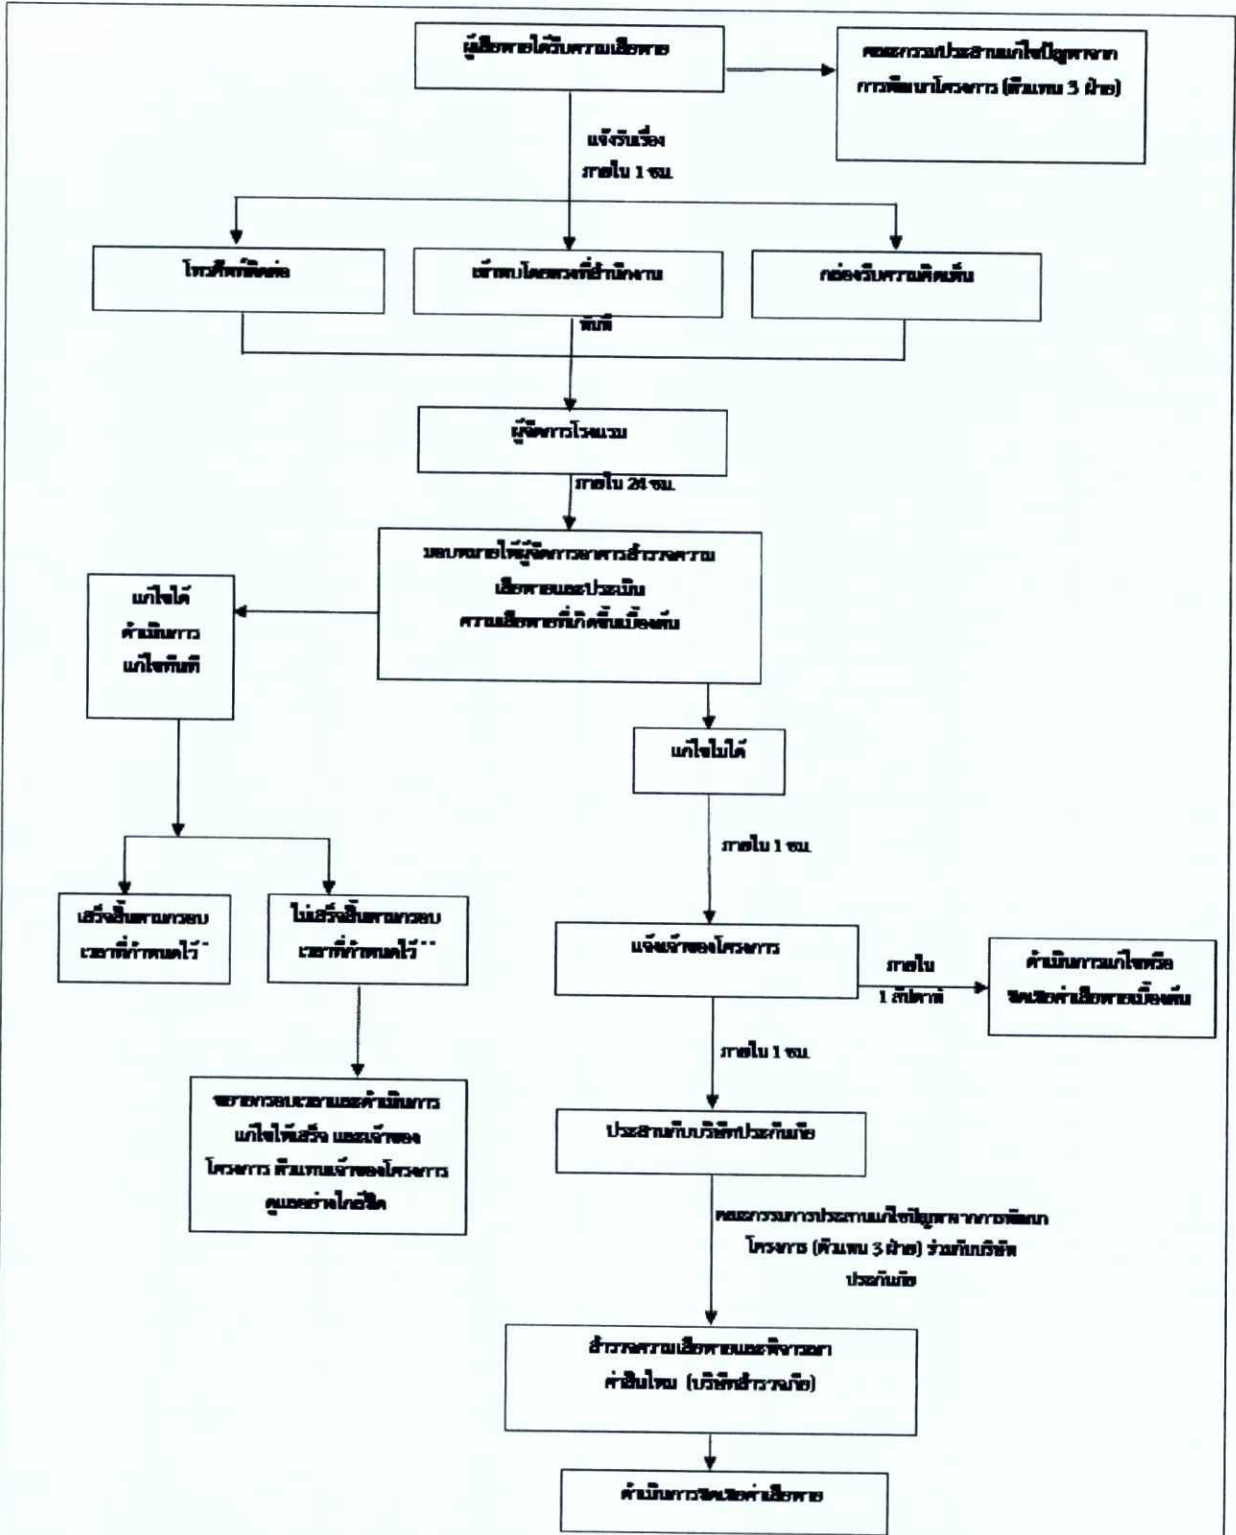 ผู้เสียหายได้รับความเสียหาย
คณะกรรมประสานแก้ไขปัญหาจาก
การพัฒนาโครงการ (ตัวแทน 3 ฝ่าย)
แจ้งรับเรื่อง
ภายใน 1 ชม.
โทรศัพท์ติดต่อ
เข้าพบโดยตรงที่สำนักงาน
กล่องรับความคิดเห็น
ทันที
ผู้จัดการโรงแรม
ภายใน 24 ชม.
มอบหมายให้ผู้จัดการอาคารสำรวจความ
เสียหายและประเมิน
ความเสียหายที่เกิดขึ้นเบื้องต้น
แก้ไขได้
ดำเนินการ
แก้ไขทันที
แก้ไขไม่ได้
ภายใน 1 ชม.
เสร็จสิ้นตามกรอบ
เวลาที่กำหนดไว้*
ไม่เสร็จสิ้นตามกรอบ
เวลาที่กำหนดไว้**
แจ้งเจ้าของโครงการ
ภายใน
1 สัปดาห์
ดำเนินการแก้ไขหรือ
ชดเชยค่าเสียหายเบื้องต้น
ภายใน 1 ชม.
ขยายกรอบเวลาและดำเนินการ
แก้ไขให้เสร็จ และเจ้าของ
โครงการ ตัวแทนเจ้าของโครงการ
ดูแลอย่างใกล้ชิด
ประสานกับบริษัทประกันภัย
คณะกรรมการประสานแก้ไขปัญหาจากการพัฒนา
โครงการ (ตัวแทน 3 ฝ่าย) ร่วมกับบริษัท
ประกันภัย
สำรวจความเสียหายและพิจารณา
ค่าสินไหม (บริษัทสำรวจภัย)
ดำเนินการชดเชยค่าเสียหาย